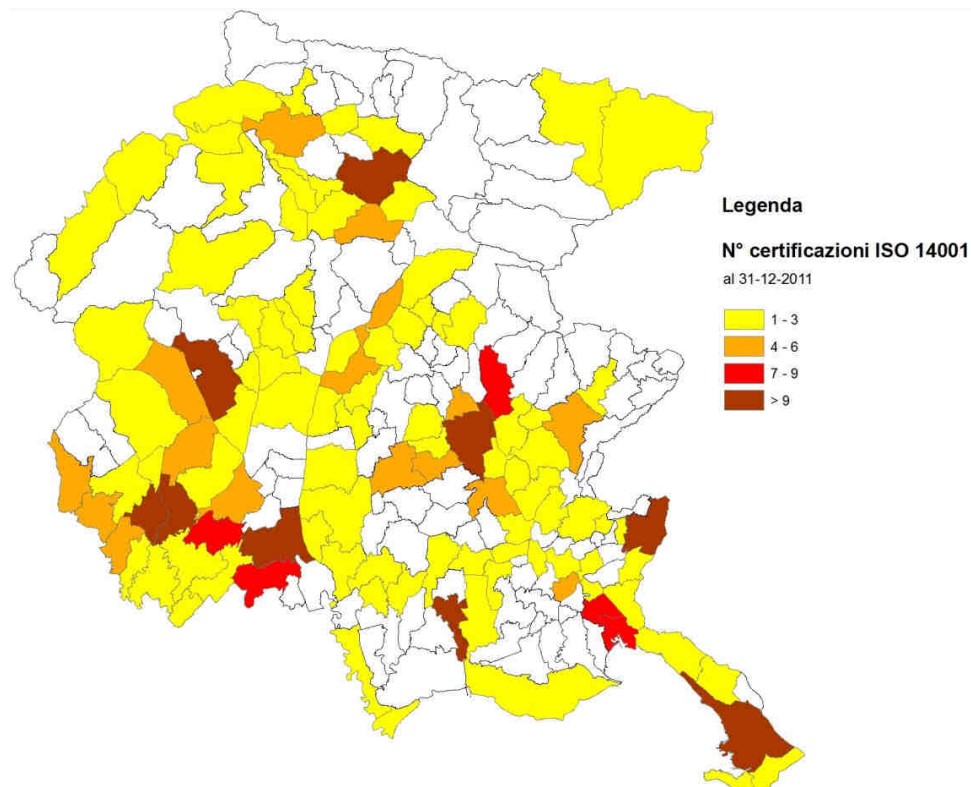 Legenda
N° certificazioni ISO 14001
al 31-12-2011
1 - 3
4 - 6
7 - 9
> 9